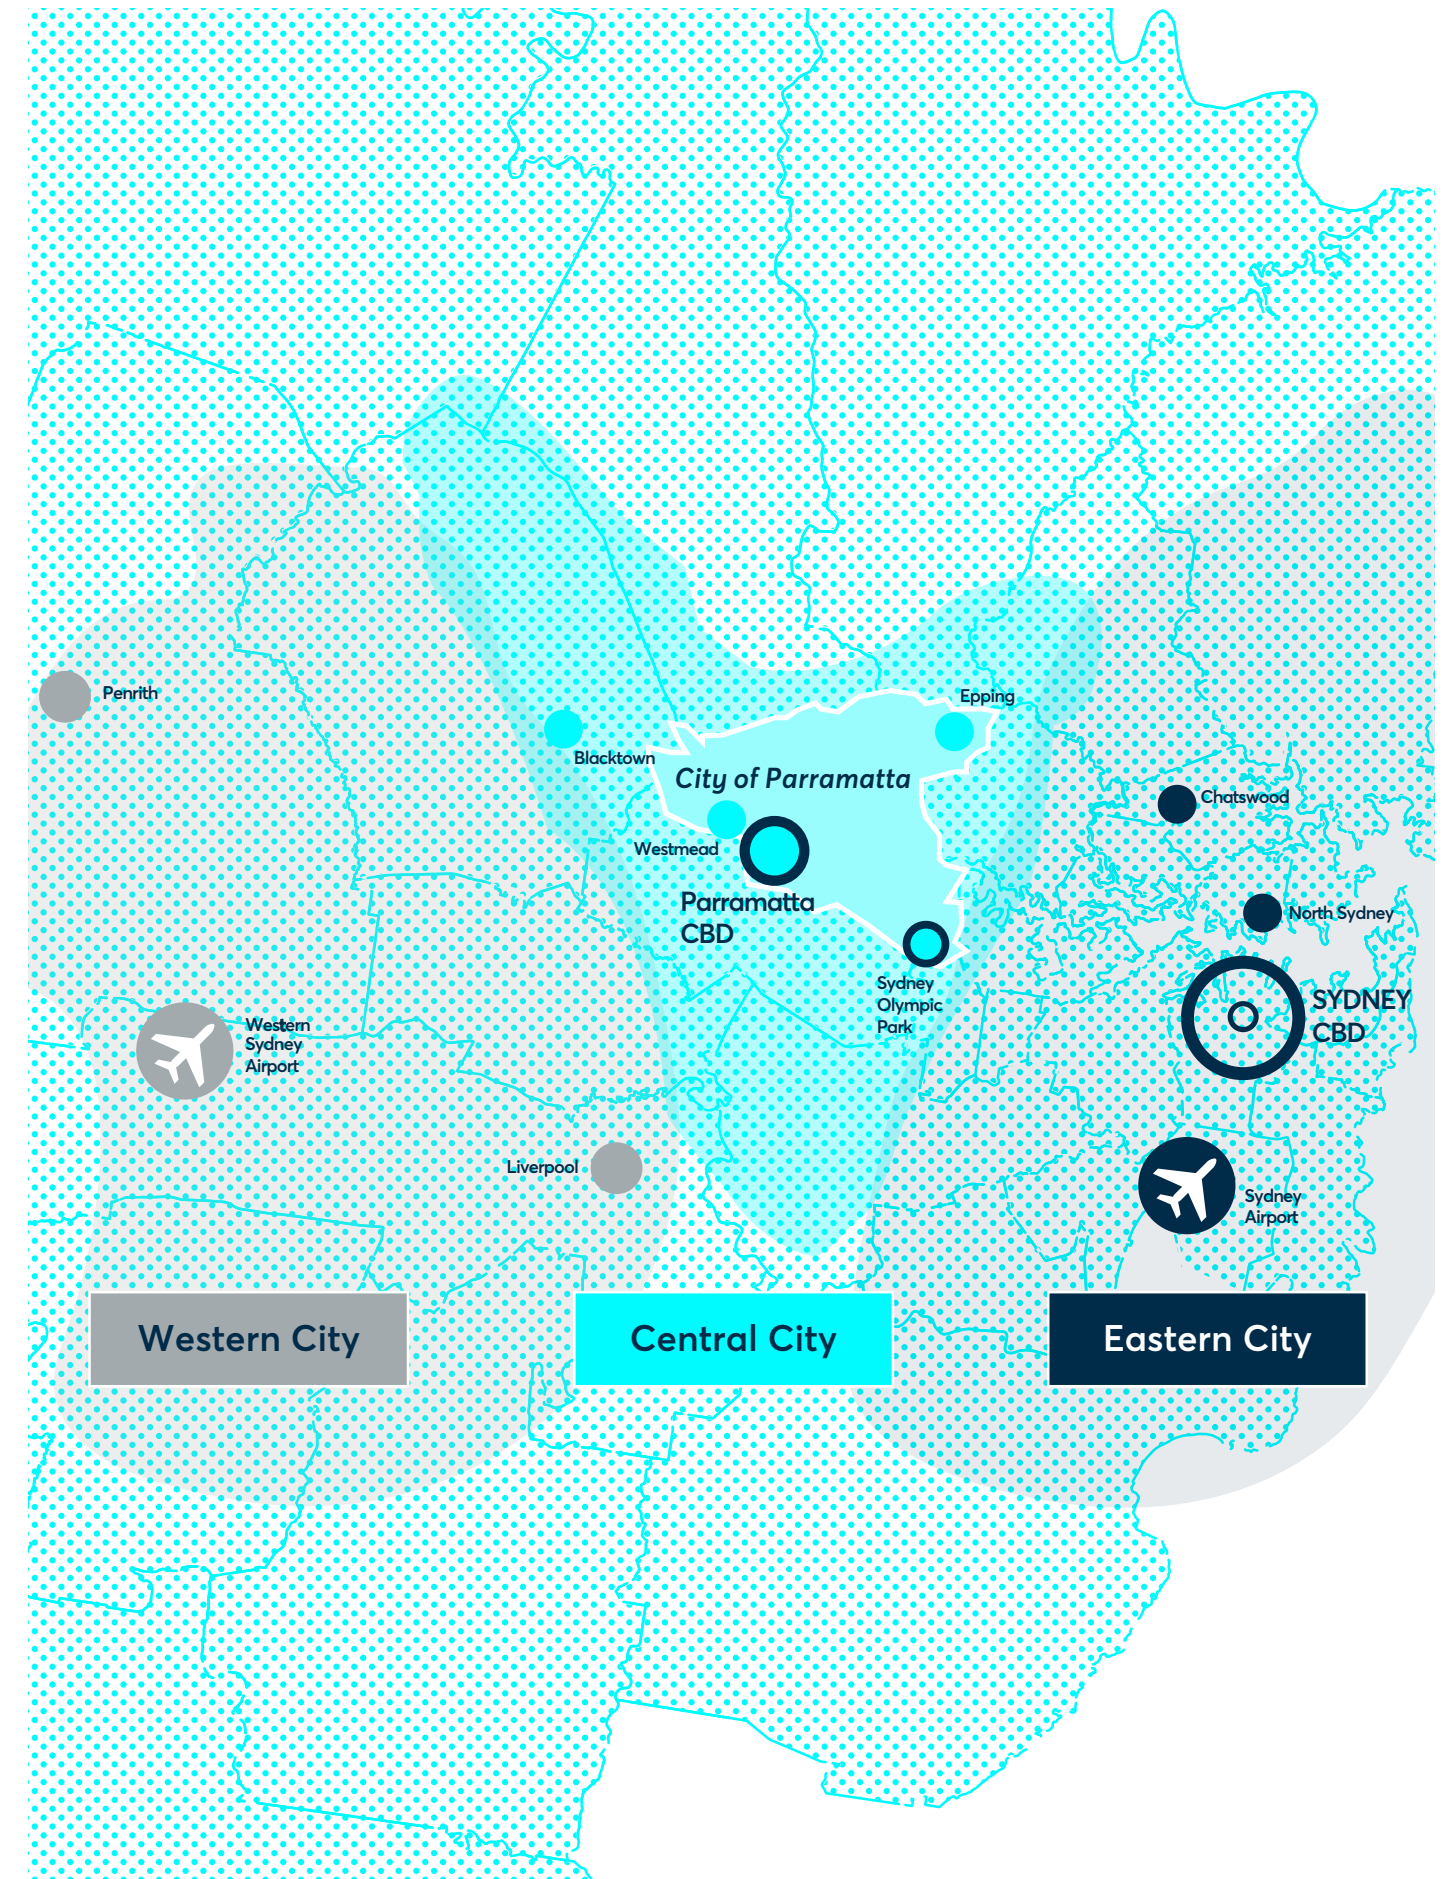 Penrith
Epping
Blacktown
City of Parramatta
Chatswood
Westmead
Parramatta
CBD
North Sydney
Sydney
Olympic
Park
SYDNEY
CBD
Western
Sydney
Airport
Liverpool
Sydney
Airport
Western City
Central City
Eastern City